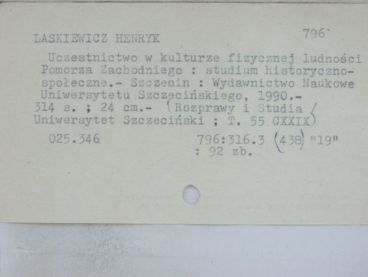 LASKIEWICZ HENRYK 796
Uczestnictwo w kulturze fizycznej ludności
Pomorza Zachodniego : studium historyczno-
społeczne.- Szczecin : Wydawnictwo Naukowe
Uniwersytetu Szczecińskiego, 1990.-
314 s. ; 24 cm.- (Rozprawy i Studia /
Uniwersytet Szczeciński ; T. 55 CXXIX)
025.346 796:316.3 (438) "19"
: 92 zb.